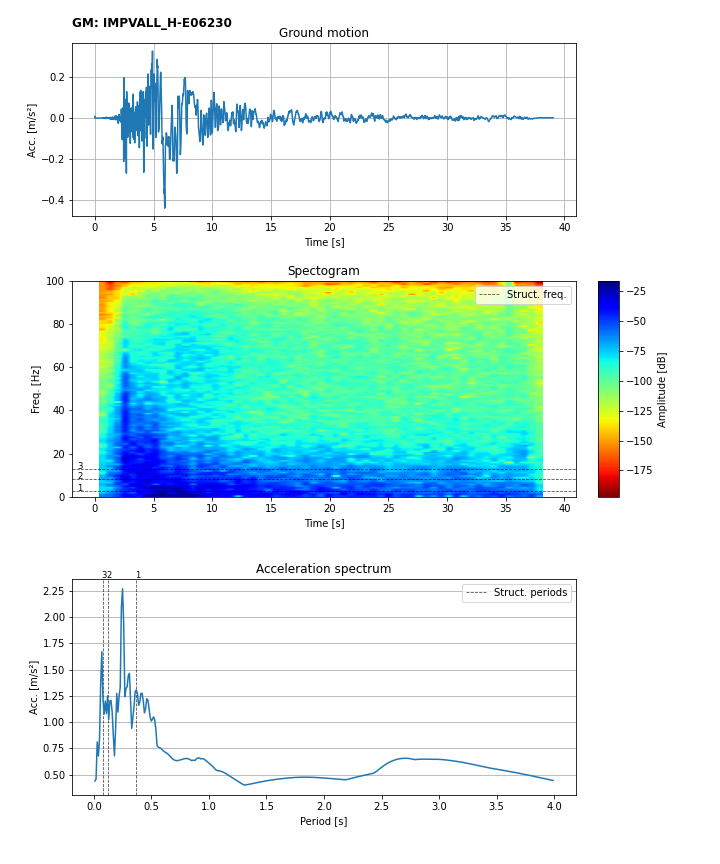 GM: IMPVALL_H-E06230
Ground motion
0.2
0.0
−0.2
−0.4
Acc. [m/s²]
0 5 10 15 20 25 30 35 40
Time [s]
Spectogram
100
80
60
40
20
0
Freq. [Hz]
Struct. freq.
3
2
1
0 5 10 15 20 25 30 35 40
Time [s]
−25
−50
−75
−100
−125
−150
−175
Amplitude [dB]
Acceleration spectrum
32 1
Struct. periods
2.25
2.00
1.75
1.50
1.25
1.00
0.75
0.50
Acc. [m/s²]
0.0 0.5 1.0 1.5 2.0 2.5 3.0 3.5 4.0
Period [s]